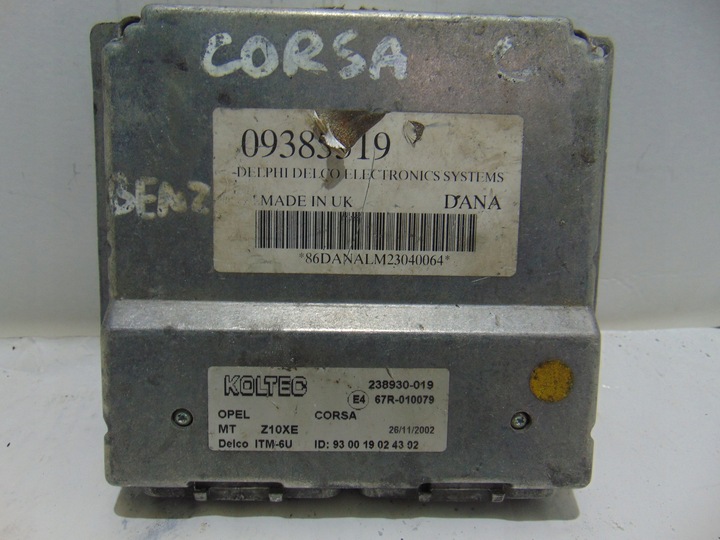 CORSA C
BENZ
09385519
DELPHI DELCO ELECTRONICS SYSTEMS
MADE IN UK DANA
*86DANALM23040064*
KOLTEC 238930-019
E4 67R-010079
OPEL CORSA
MT Z10XE 26/11/2002
Delco ITM-6U ID: 93 00 19 02 43 02